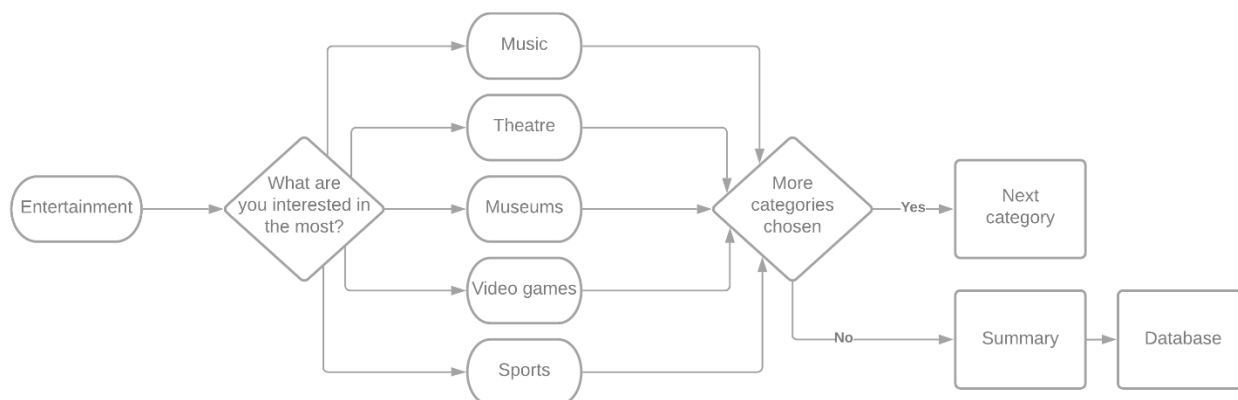 Music
Theatre
Entertainment
What are
you interested in
the most?
Museums
More
categories
chosen
Yes
Next
category
Video games
No
Summary
Database
Sports